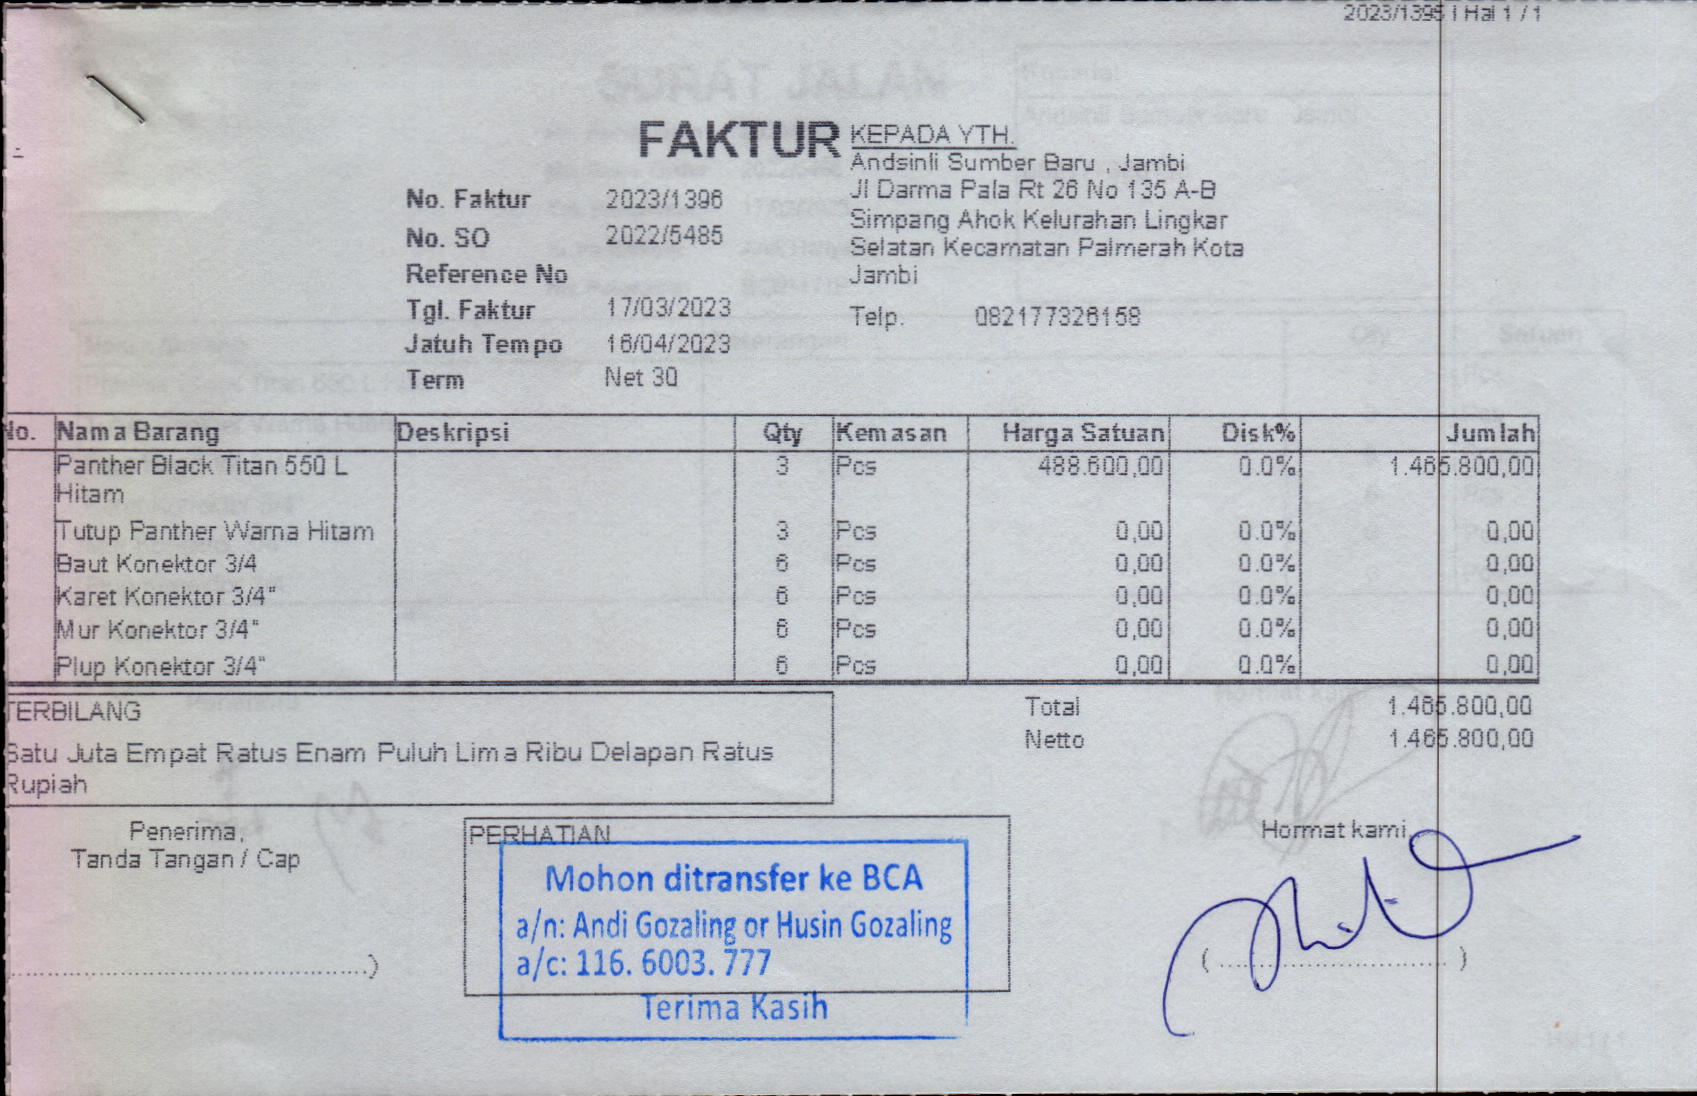 2023/1396 | Hal 1 / 1
FAKTUR
KEPADA YTH.
Andsinli Sumber Baru , Jambi
Jl Darma Pala Rt 26 No 135 A-B
Simpang Ahok Kelurahan Lingkar
Selatan Kecamatan Palmerah Kota
Jambi
Telp. 082177326158
No. Faktur 2023/1396
No. SO 2022/5485
Reference No
Tgl. Faktur 17/03/2023
Jatuh Tempo 16/04/2023
Term Net 30
No. Nama Barang Deskripsi Qty Kemasan Harga Satuan Disk% Jumlah
Panther Black Titan 550 L 3 Pcs 488.600,00 0.0% 1.465.800,00
Hitam
Tutup Panther Warna Hitam 3 Pcs 0,00 0.0% 0,00
Baut Konektor 3/4 6 Pcs 0,00 0.0% 0,00
Karet Konektor 3/4" 6 Pcs 0,00 0.0% 0,00
Mur Konektor 3/4" 6 Pcs 0,00 0.0% 0,00
Plup Konektor 3/4" 6 Pcs 0,00 0.0% 0,00
TERBILANG
Satu Juta Empat Ratus Enam Puluh Lima Ribu Delapan Ratus
Rupiah
Total 1.465.800,00
Netto 1.465.800,00
Penerima,
Tanda Tangan / Cap
PERHATIAN
Mohon ditransfer ke BCA
a/n: Andi Gozaling or Husin Gozaling
a/c: 116. 6003. 777
Terima Kasih
Hormat kami,